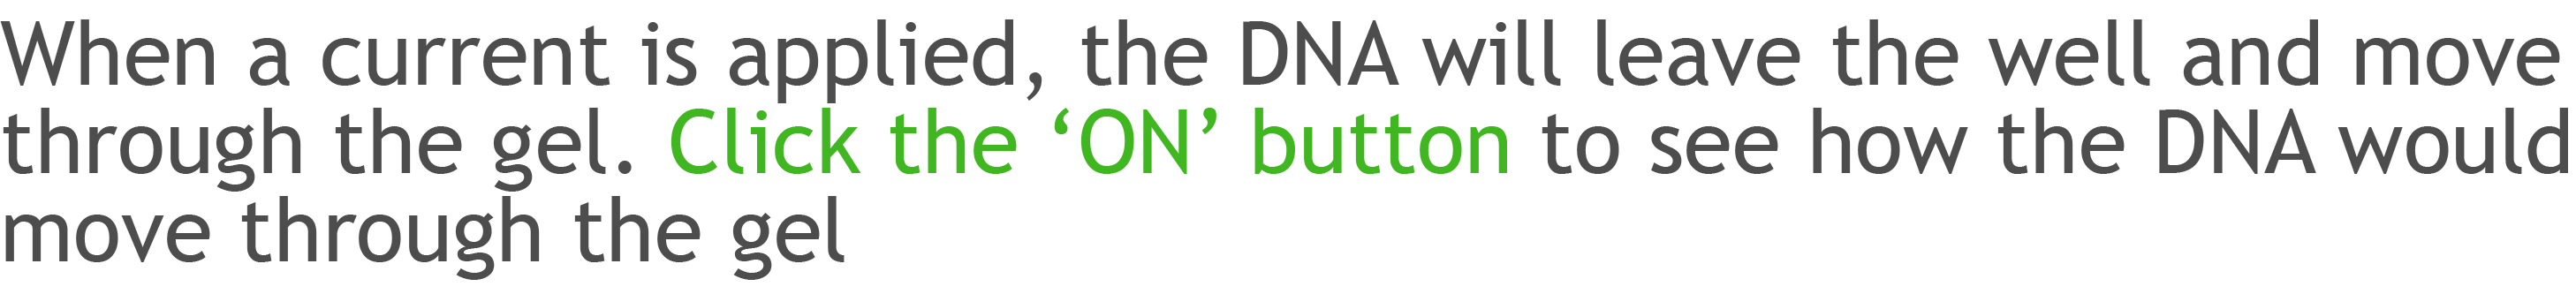 When a current is applied, the DNA will leave the well and move
through the gel. Click the ‘ON’ button to see how the DNA would
move through the gel